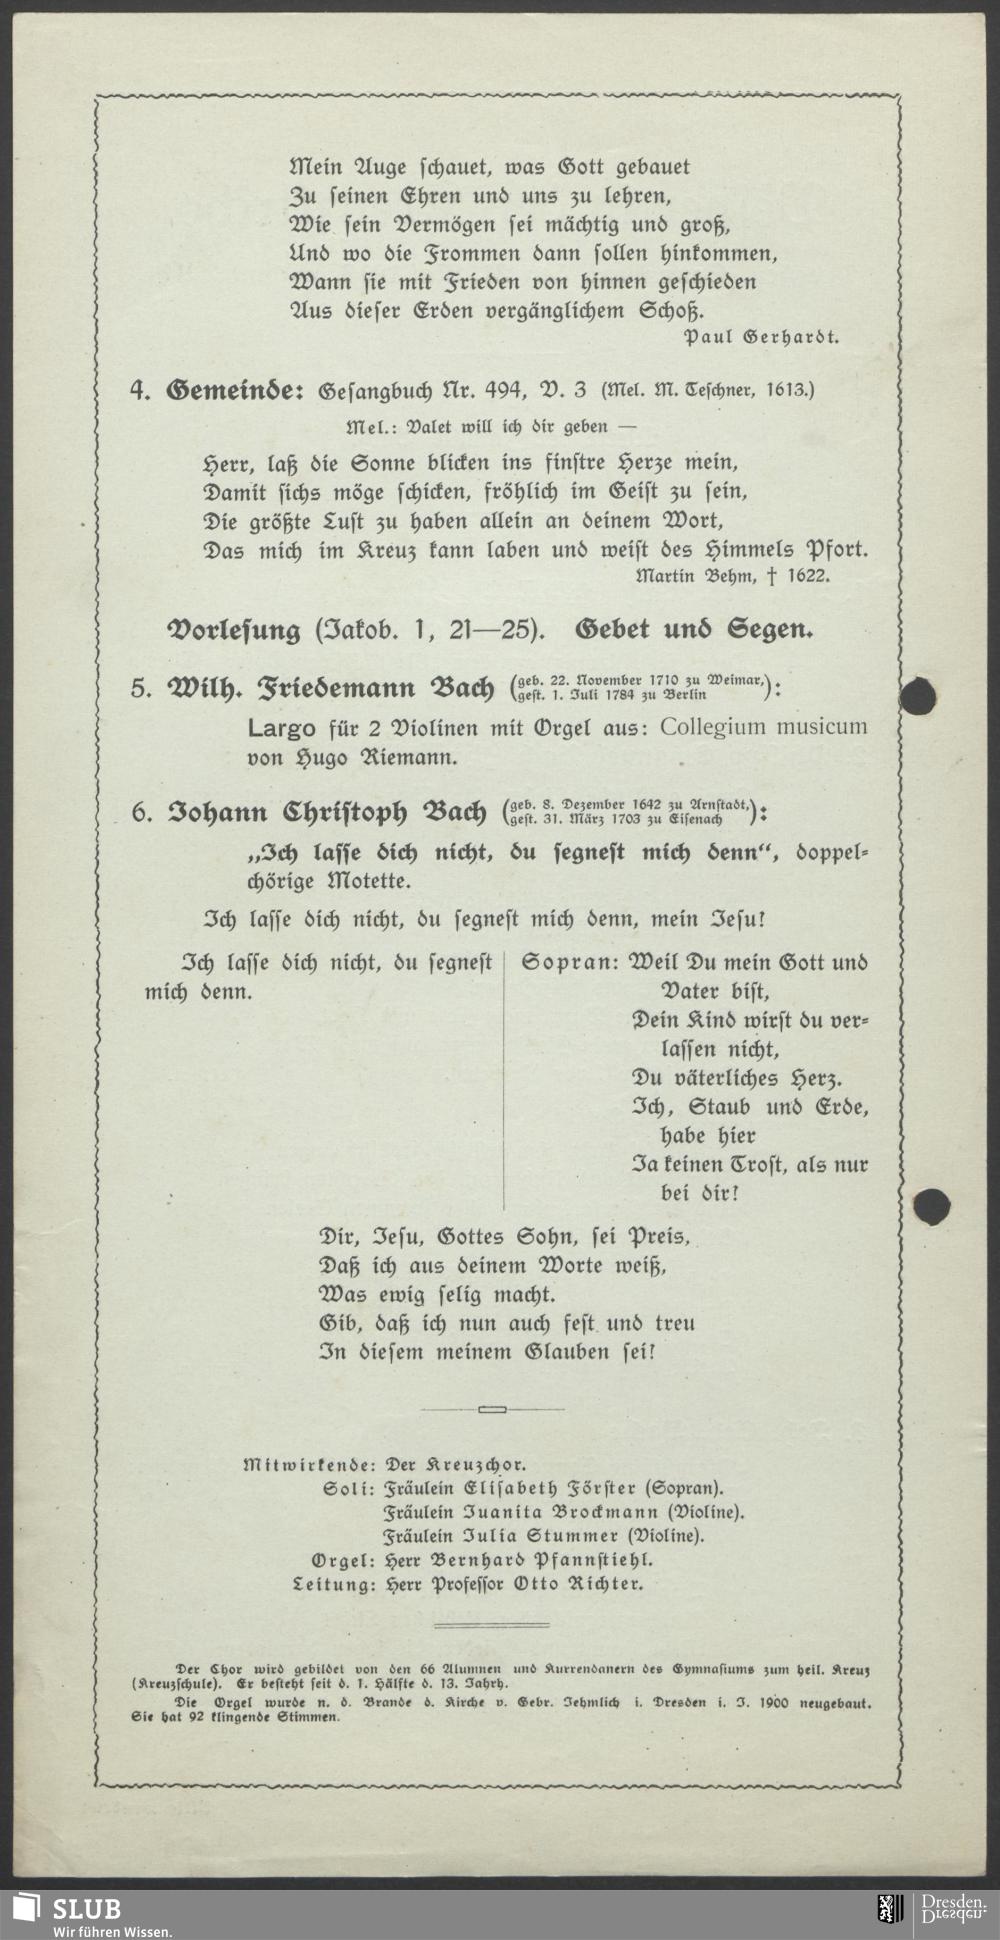 Mein Auge schauet, was Gott gebauet
Zu seinen Ehren und uns zu lehren,
Wie sein Vermögen sei mächtig und groß,
Und wo die Frommen dann sollen hinkommen,
Wann sie mit Frieden von hinnen geschieden
Aus dieser Erden vergänglichem Schoß.
Paul Gerhardt.
4. Gemeinde: Gesangbuch Nr. 494, V. 3 (Mel. M. Teschner, 1613.)
Mel.: Valet will ich dir geben —
Herr, laß die Sonne blicken ins finstre Herze mein,
Damit sichs möge schicken, fröhlich im Geist zu sein,
Die größte Lust zu haben allein an deinem Wort,
Das mich im Kreuz kann laben und weist des Himmels Pfort.
Martin Behm, † 1622.
Vorlesung (Jakob. 1, 21—25). Gebet und Segen.
5. Wilh. Friedemann Bach (geb. 22. November 1710 zu Weimar,
gest. 1. Juli 1784 zu Berlin):
Largo für 2 Violinen mit Orgel aus: Collegium musicum
von Hugo Riemann.
6. Johann Christoph Bach (geb. 8. Dezember 1642 zu Arnstadt,
gest. 31. März 1703 zu Eisenach):
„Ich lasse dich nicht, du segnest mich denn“, doppel-
chörige Motette.
Ich lasse dich nicht, du segnest mich denn, mein Jesu!
Ich lasse dich nicht, du segnest
mich denn.
Sopran: Weil Du mein Gott und
Vater bist,
Dein Kind wirst du ver-
lassen nicht,
Du väterliches Herz.
Ich, Staub und Erde,
habe hier
Ja keinen Trost, als nur
bei dir!
Dir, Jesu, Gottes Sohn, sei Preis,
Daß ich aus deinem Worte weiß,
Was ewig selig macht.
Gib, daß ich nun auch fest und treu
In diesem meinem Glauben sei!
Mitwirkende: Der Kreuzchor.
Soli: Fräulein Elisabeth Förster (Sopran).
Fräulein Juanita Brockmann (Violine).
Fräulein Julia Stummer (Violine).
Orgel: Herr Bernhard Pfannstiehl.
Leitung: Herr Professor Otto Richter.
Der Chor wird gebildet von den 66 Alumnen und Kurrendanern des Gymnasiums zum heil. Kreuz
(Kreuzschule). Er besteht seit d. 1. Hälfte d. 13. Jahrh.
Die Orgel wurde n. d. Brande d. Kirche v. Gebr. Jehmlich i. Dresden i. J. 1900 neugebaut.
Sie hat 92 klingende Stimmen.
SLUB
Wir führen Wissen.
Dresden.
Dresden.